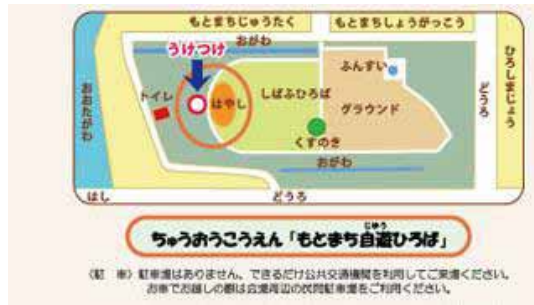 もとまちじゅうたく
もとまちしょうがっこう
おがわ
うけつけ
ひろしまじょう
ふんすい
おおたがわ
トイレ
はやし
しばふひろば
グラウンド
どうろ
くすのき
おがわ
はし
どうろ
じゆう
ちゅうおうこうえん「もとまち自遊ひろば」
〈駐　車〉駐車場はありません。できるだけ公共交通機関を利用してご来場ください。
お車でお越しの際は会場周辺の民間駐車場をご利用ください。